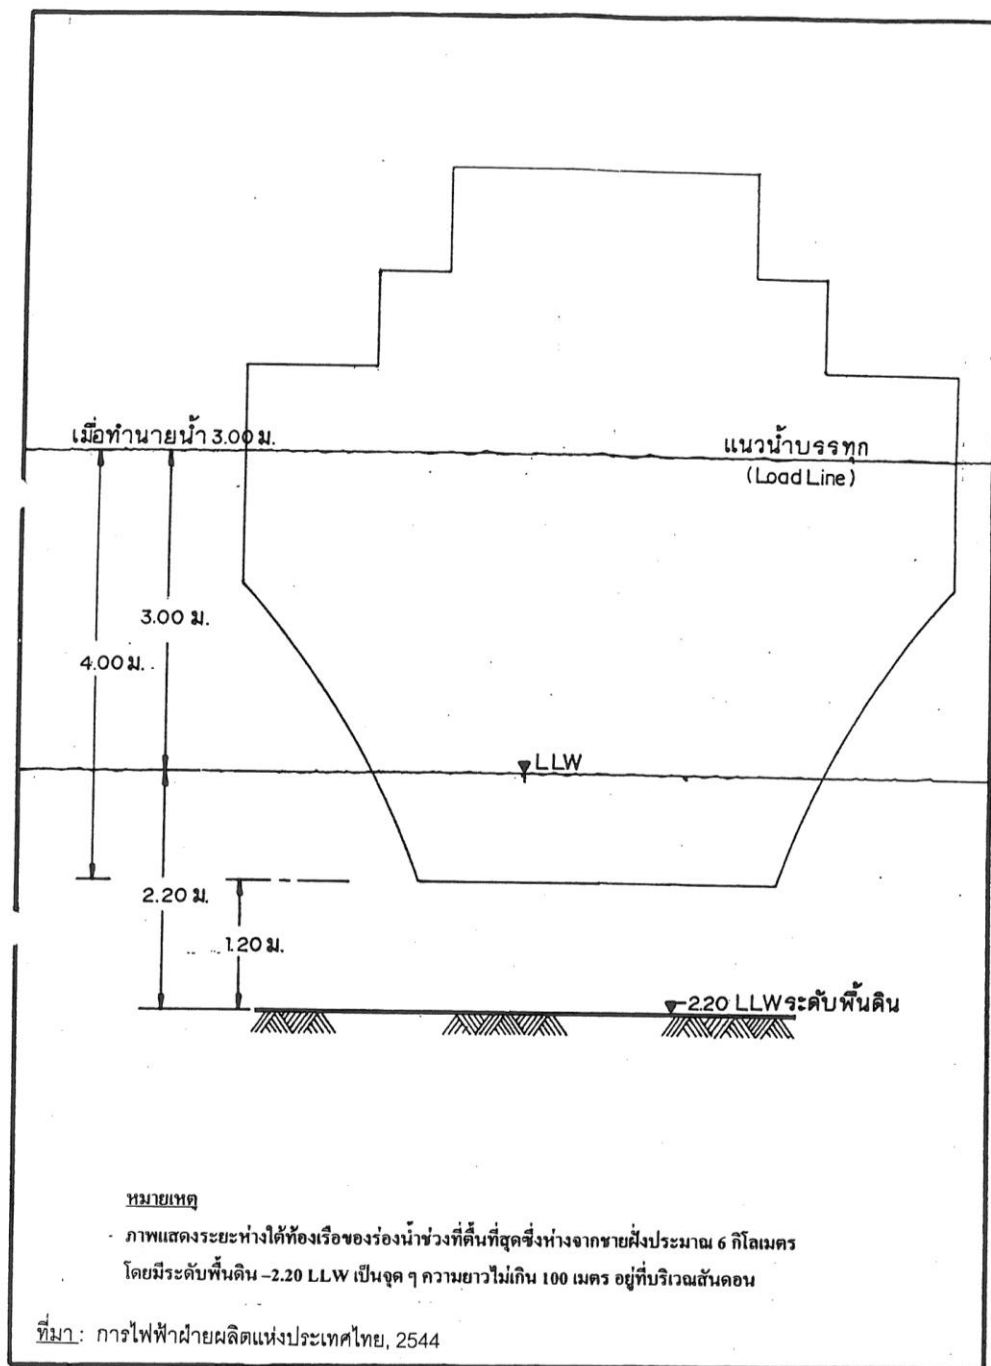 เมื่อทำนายน้ำ 3.00 ม.
แนวน้ำบรรทุก
(Load Line)
3.00 ม.
4.00 ม.
LLW
2.20 ม.
1.20 ม.
-2.20 LLW ระดับพื้นดิน
หมายเหตุ
ภาพแสดงระยะห่างใต้ท้องเรือของร่องน้ำช่วงที่ตื้นที่สุดซึ่งห่างจากชายฝั่งประมาณ 6 กิโลเมตร
โดยมีระดับพื้นดิน –2.20 LLW เป็นจุด ๆ ความยาวไม่เกิน 100 เมตร อยู่ที่บริเวณสันดอน
ที่มา : การไฟฟ้าฝ่ายผลิตแห่งประเทศไทย, 2544